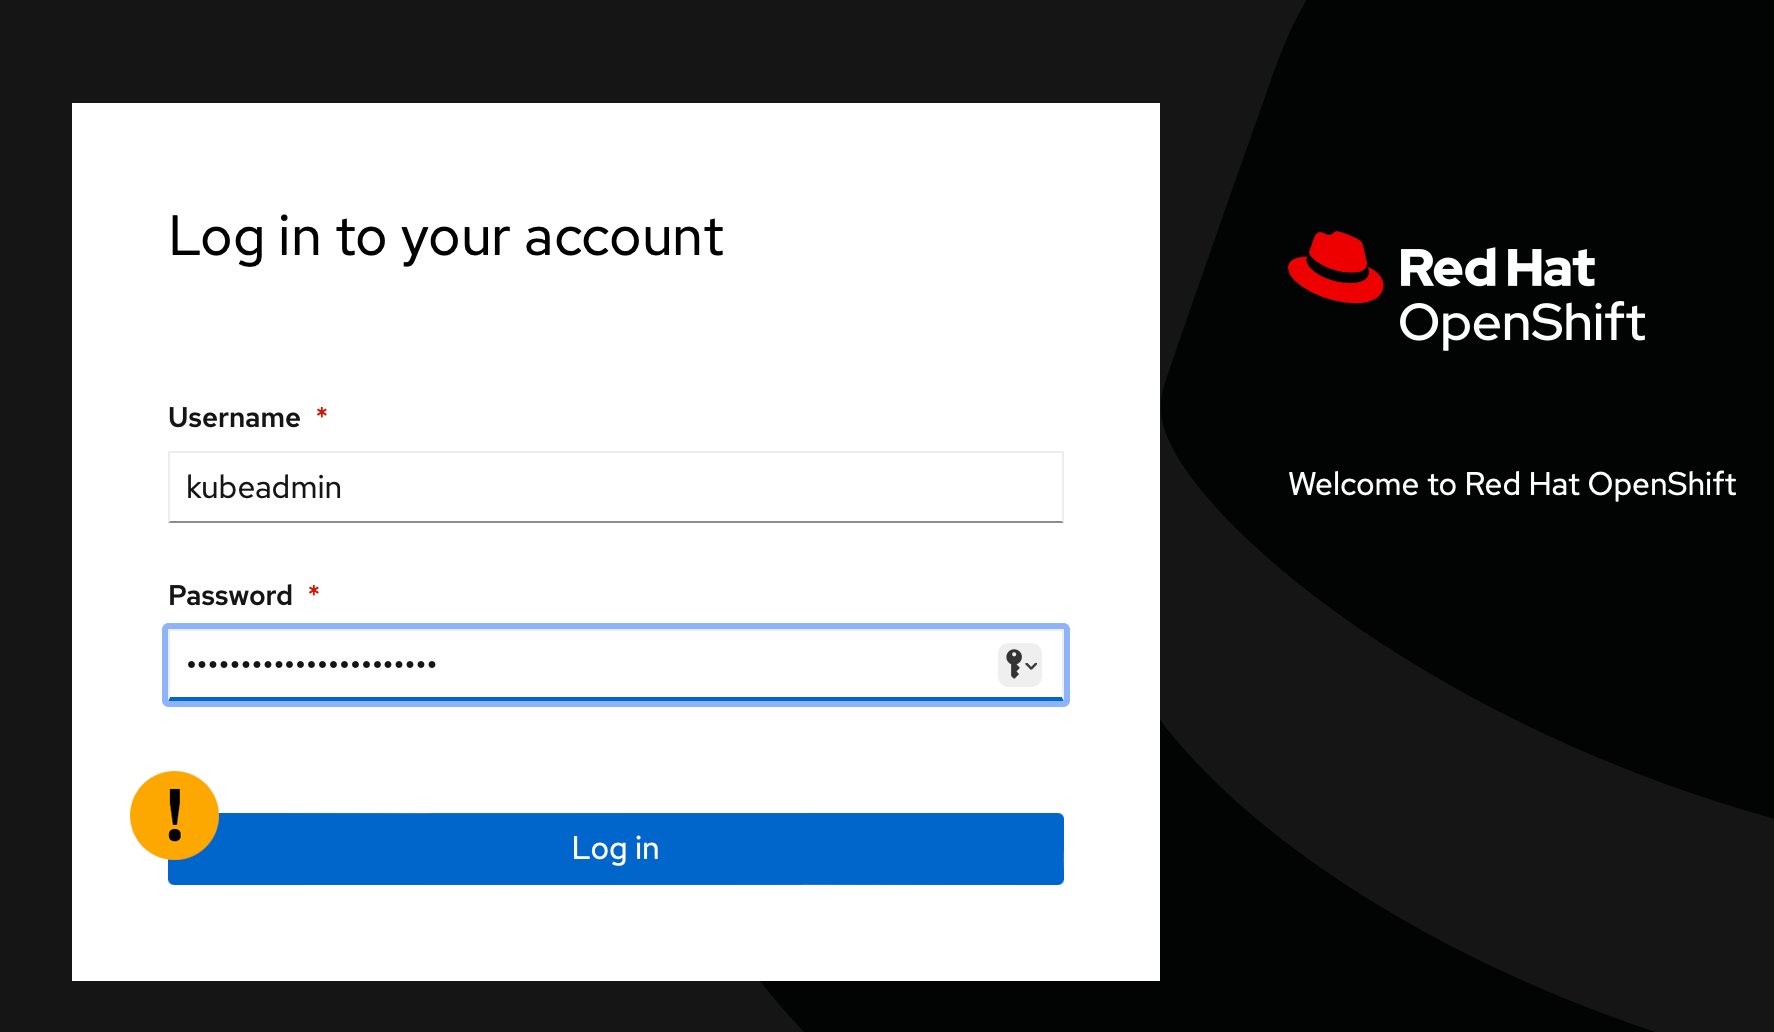 Log in to your account
Username *
kubeadmin
Password *
•••••••••••••••••••••••
!
Log in
Red Hat
OpenShift
Welcome to Red Hat OpenShift